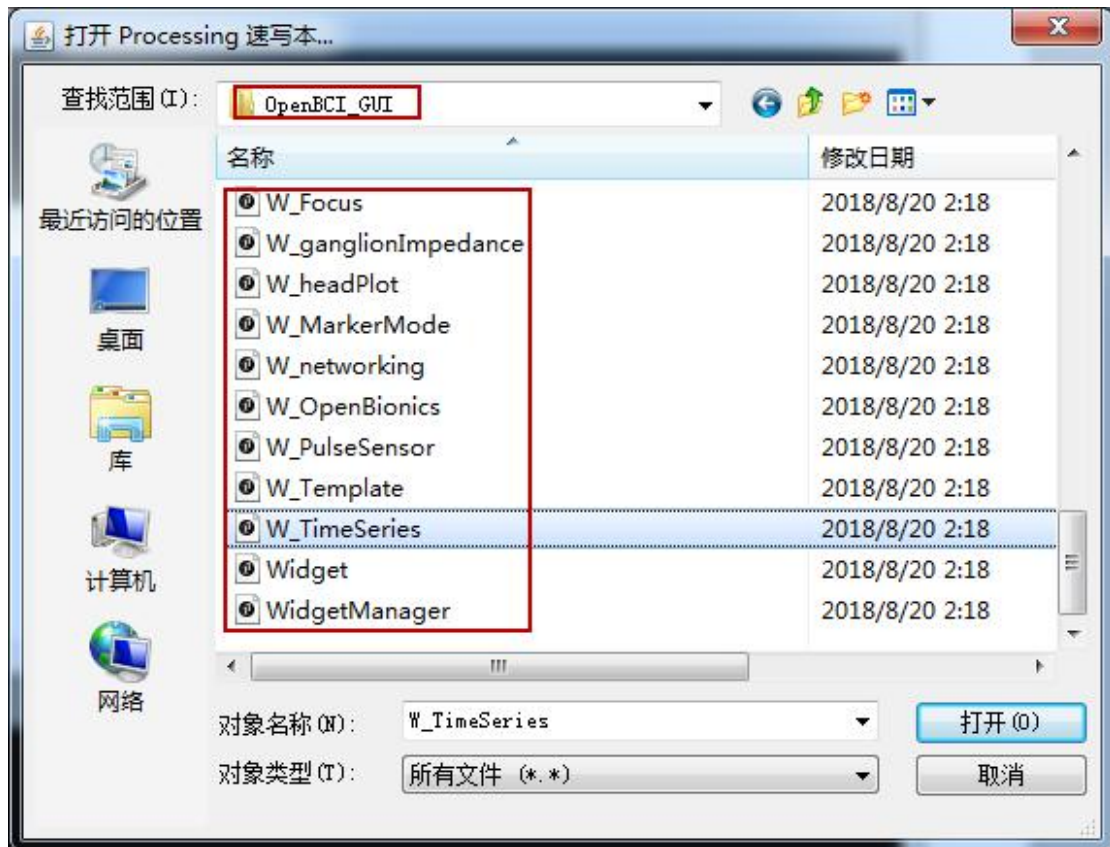 打开 Processing 速写本...
查找范围(I):
OpenBCI_GUI
名称 修改日期
最近访问的位置
桌面
库
计算机
网络
W_Focus 2018/8/20 2:18
W_ganglionImpedance 2018/8/20 2:18
W_headPlot 2018/8/20 2:18
W_MarkerMode 2018/8/20 2:18
W_networking 2018/8/20 2:18
W_OpenBionics 2018/8/20 2:18
W_PulseSensor 2018/8/20 2:18
W_Template 2018/8/20 2:18
W_TimeSeries 2018/8/20 2:18
Widget 2018/8/20 2:18
WidgetManager 2018/8/20 2:18
对象名称(N): W_TimeSeries 打开(O)
对象类型(T): 所有文件 (*.*) 取消